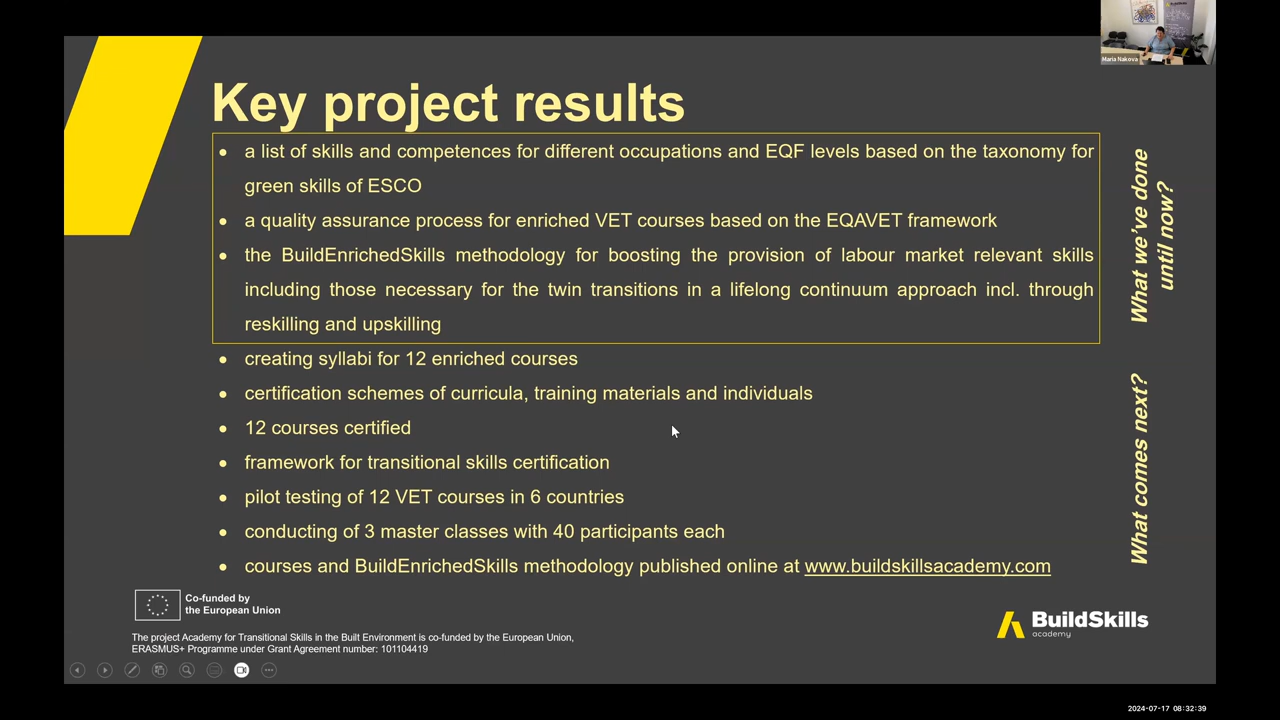 BuildSkills
Maria Nakova
Key project results
• a list of skills and competences for different occupations and EQF levels based on the taxonomy for
green skills of ESCO
• a quality assurance process for enriched VET courses based on the EQAVET framework
• the BuildEnrichedSkills methodology for boosting the provision of labour market relevant skills
including those necessary for the twin transitions in a lifelong continuum approach incl. through
reskilling and upskilling
What we've done
until now?
• creating syllabi for 12 enriched courses
• certification schemes of curricula, training materials and individuals
• 12 courses certified
• framework for transitional skills certification
• pilot testing of 12 VET courses in 6 countries
• conducting of 3 master classes with 40 participants each
• courses and BuildEnrichedSkills methodology published online at www.buildskillsacademy.com
What comes next?
Co-funded by
the European Union
The project Academy for Transitional Skills in the Built Environment is co-funded by the European Union,
ERASMUS+ Programme under Grant Agreement number: 101104419
BuildSkills
academy
2024-07-17 08:32:39